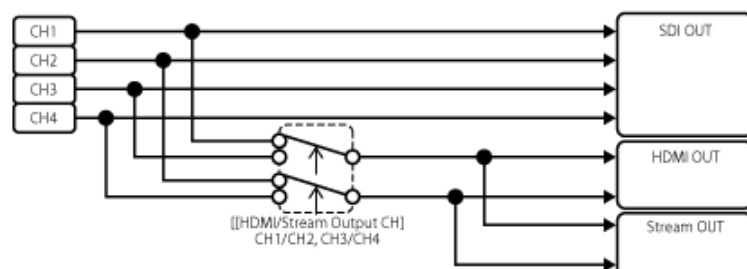 CH1
SDI OUT
CH2
CH3
CH4
HDMI OUT
[[HDMI/Stream Output CH]
CH1/CH2, CH3/CH4
Stream OUT